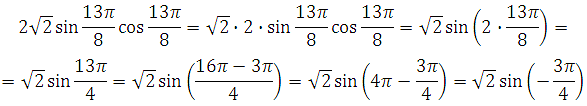 2√2 sin 13π/8 cos 13π/8 = √2 · 2 · sin 13π/8 cos 13π/8 = √2 sin (2 · 13π/8) =
= √2 sin 13π/4 = √2 sin ((16π − 3π)/4) = √2 sin (4π − 3π/4) = √2 sin (− 3π/4)